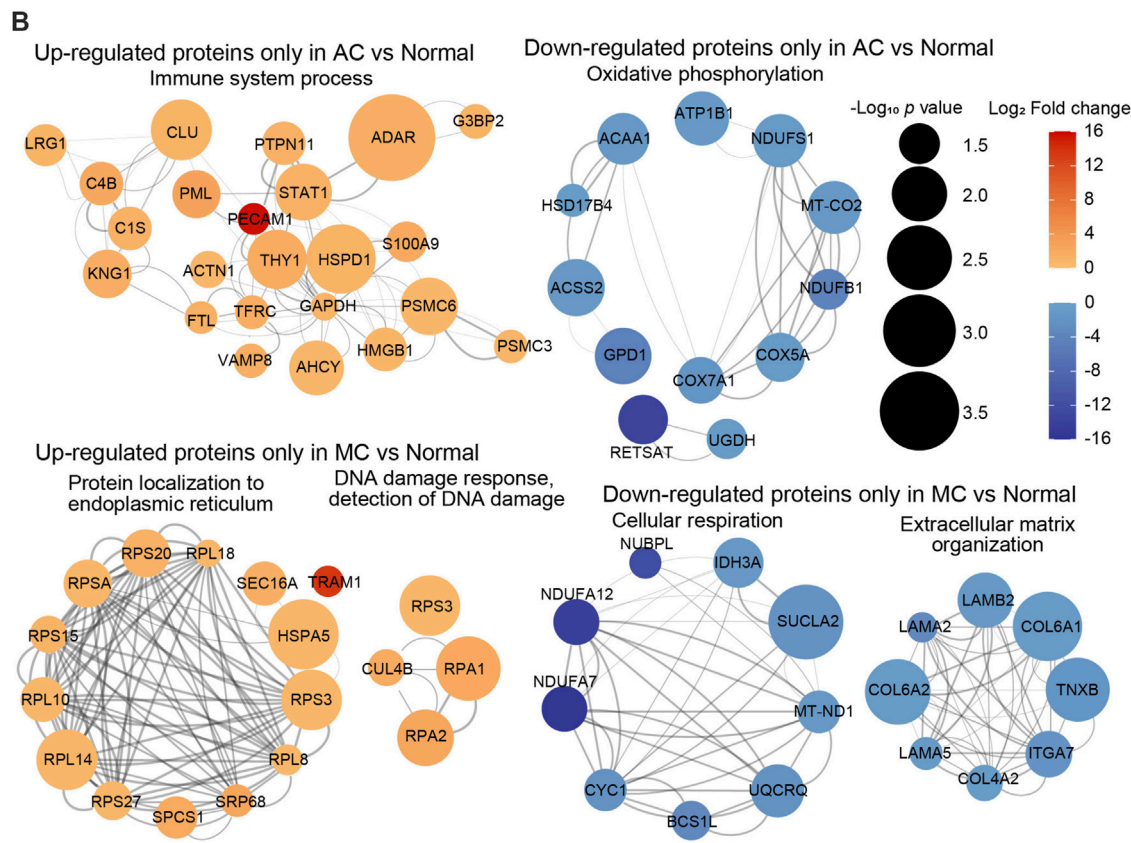 B
Up-regulated proteins only in AC vs Normal
Immune system process
LRG1
CLU
PTPN11
ADAR
G3BP2
C4B
PML
STAT1
PECAM1
C1S
S100A9
KNG1
ACTN1
THY1
HSPD1
FTL
TFRC
GAPDH
PSMC6
VAMP8
AHCY
HMGB1
PSMC3
Down-regulated proteins only in AC vs Normal
Oxidative phosphorylation
ACAA1
ATP1B1
NDUFS1
HSD17B4
MT-CO2
ACSS2
NDUFB1
GPD1
COX7A1
COX5A
RETSAT
UGDH
-Log₁₀ p value
1.5
2.0
2.5
3.0
3.5
Log₂ Fold change
16
12
8
4
0
0
-4
-8
-12
-16
Up-regulated proteins only in MC vs Normal
Protein localization to
endoplasmic reticulum
RPS20
RPL18
RPSA
SEC16A
TRAM1
RPS15
HSPA5
RPL10
RPS3
RPL14
RPL8
RPS27
SPCS1
SRP68
DNA damage response,
detection of DNA damage
RPS3
CUL4B
RPA1
RPA2
Down-regulated proteins only in MC vs Normal
Cellular respiration
NUBPL
IDH3A
NDUFA12
SUCLA2
NDUFA7
MT-ND1
CYC1
UQCRQ
BCS1L
Extracellular matrix
organization
LAMB2
LAMA2
COL6A1
COL6A2
TNXB
LAMA5
ITGA7
COL4A2